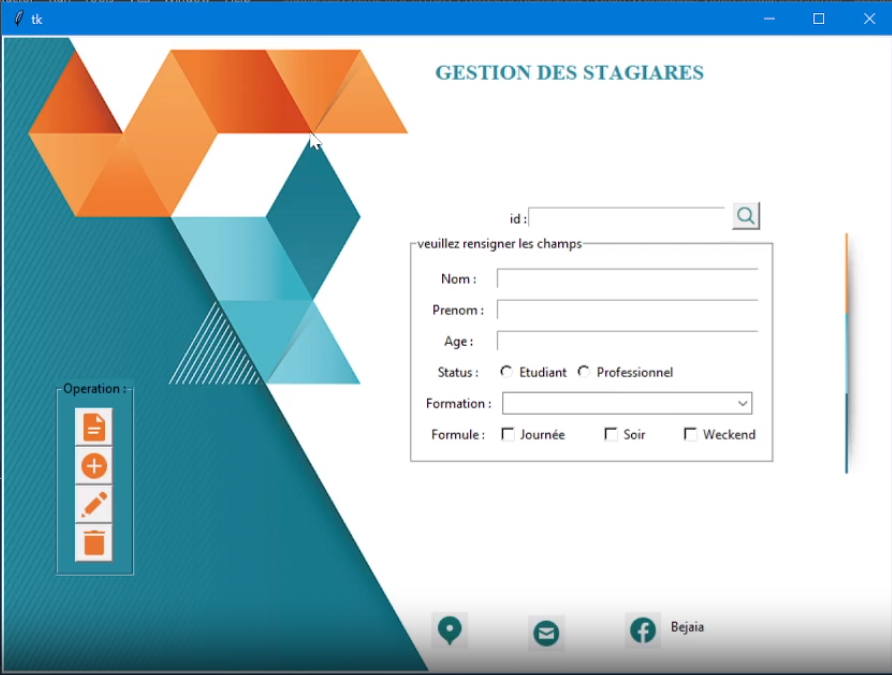 tk
GESTION DES STAGIARES
id :
veuillez rensigner les champs
Nom :
Prenom :
Age :
Status : Etudiant Professionnel
Formation :
Formule : Journée Soir Weckend
Operation :
Bejaia